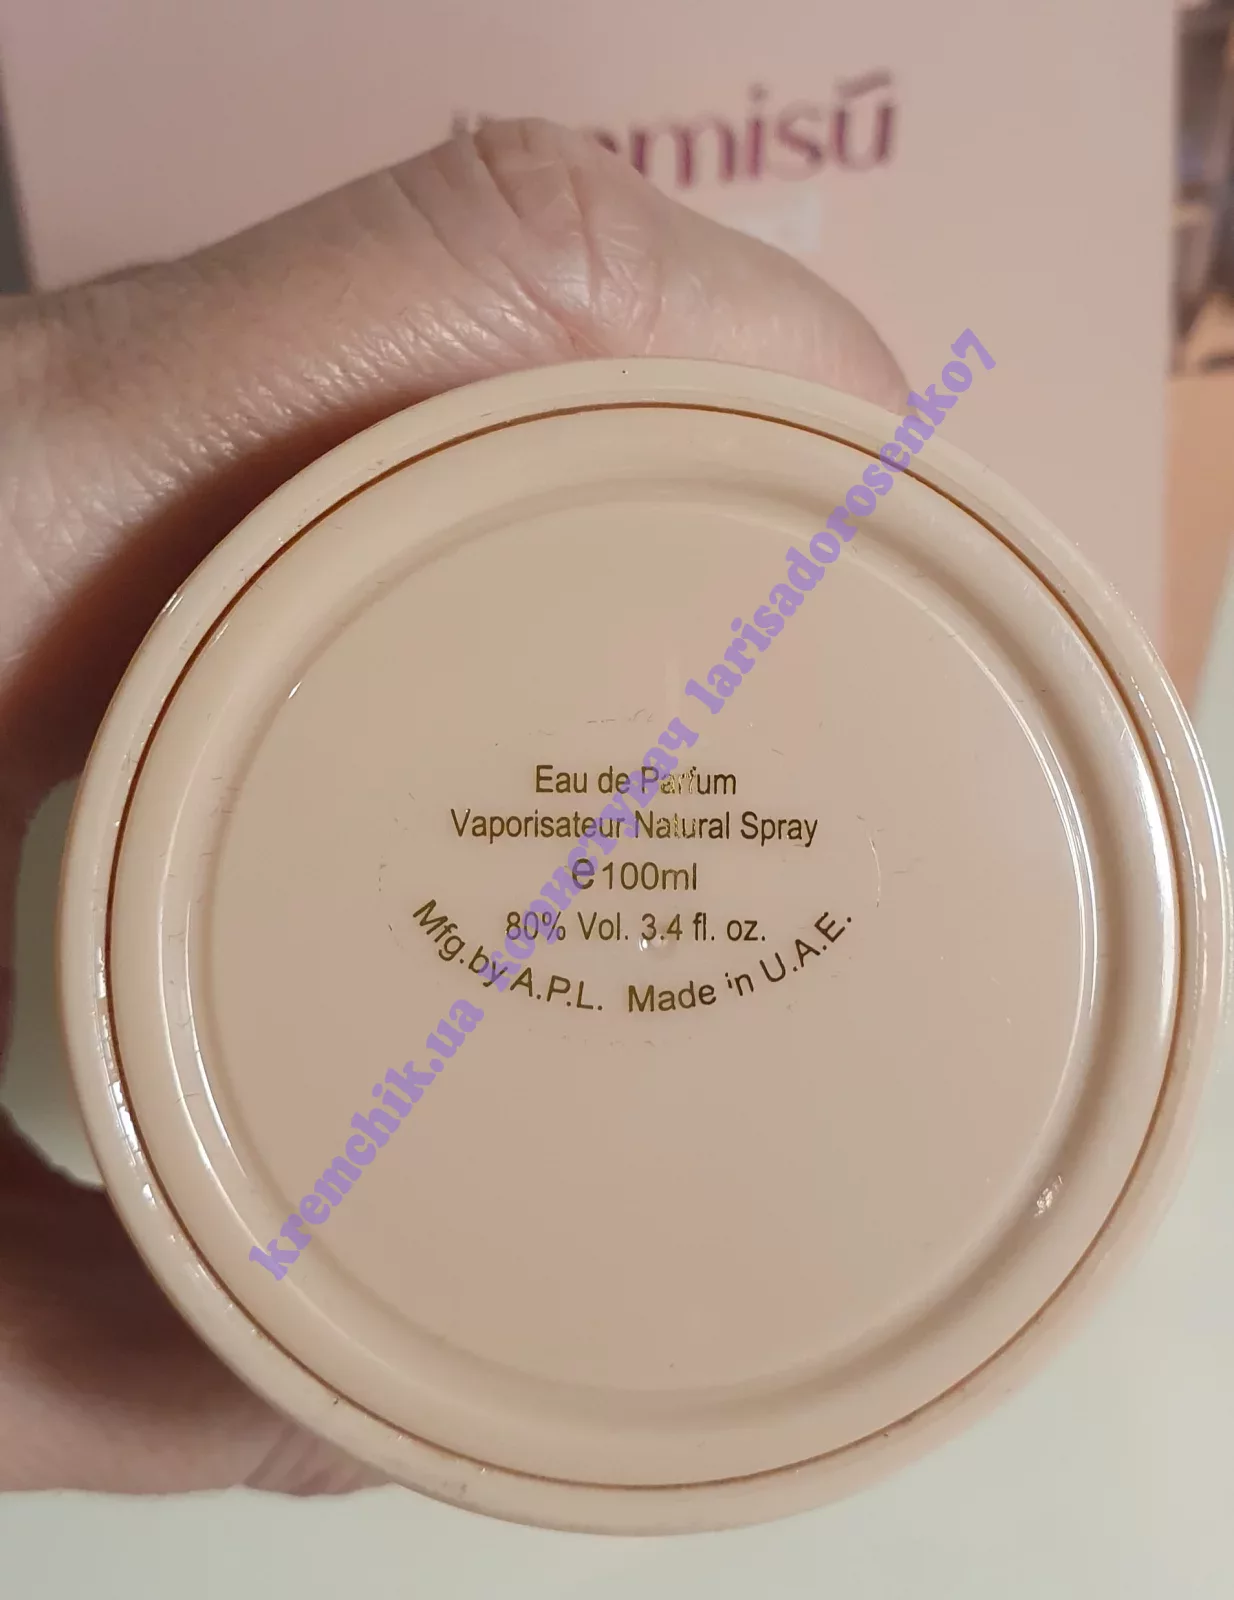 Eau de Parfum
Vaporisateur Natural Spray
℮ 100ml
80% Vol. 3.4 fl. oz.
Mfg.by A.P.L. Made in U.A.E.
kremchik.ua користувач larisadorosenko7